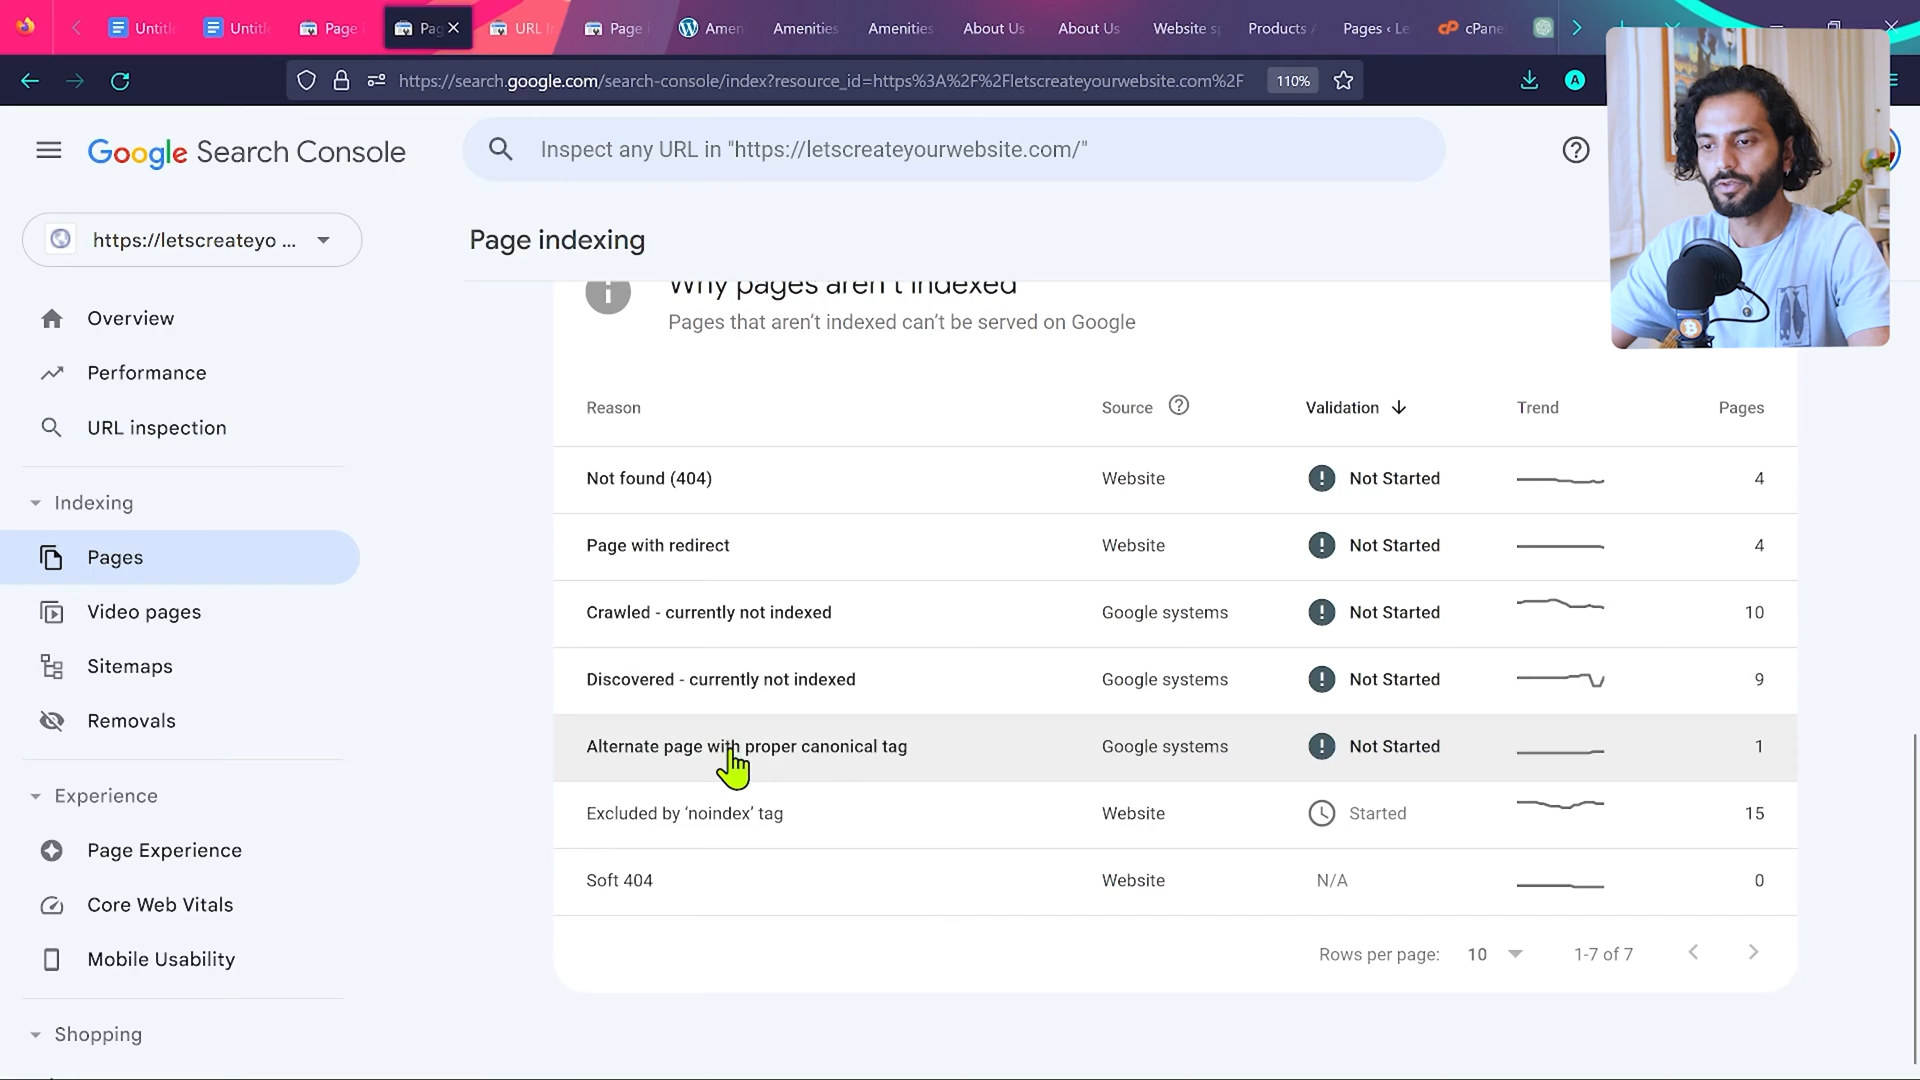 Untitl
Untitl
Page
Pag
URL In
Page i
Amen
Amenities
Amenities
About Us
About Us
Website sp
Products
Pages ‹ Le
cPane
https://search.google.com/search-console/index?resource_id=https%3A%2F%2Fletscreateyourwebsite.com%2F
110%
A
Google Search Console
Inspect any URL in "https://letscreateyourwebsite.com/"
https://letscreateyo ...
Page indexing
Overview
Performance
URL inspection
Indexing
Pages
Video pages
Sitemaps
Removals
Experience
Page Experience
Core Web Vitals
Mobile Usability
Shopping
Why pages aren't indexed
Pages that aren't indexed can't be served on Google
Reason Source Validation Trend Pages
Not found (404) Website Not Started 4
Page with redirect Website Not Started 4
Crawled - currently not indexed Google systems Not Started 10
Discovered - currently not indexed Google systems Not Started 9
Alternate page with proper canonical tag Google systems Not Started 1
Excluded by ‘noindex’ tag Website Started 15
Soft 404 Website N/A 0
Rows per page: 10 1-7 of 7